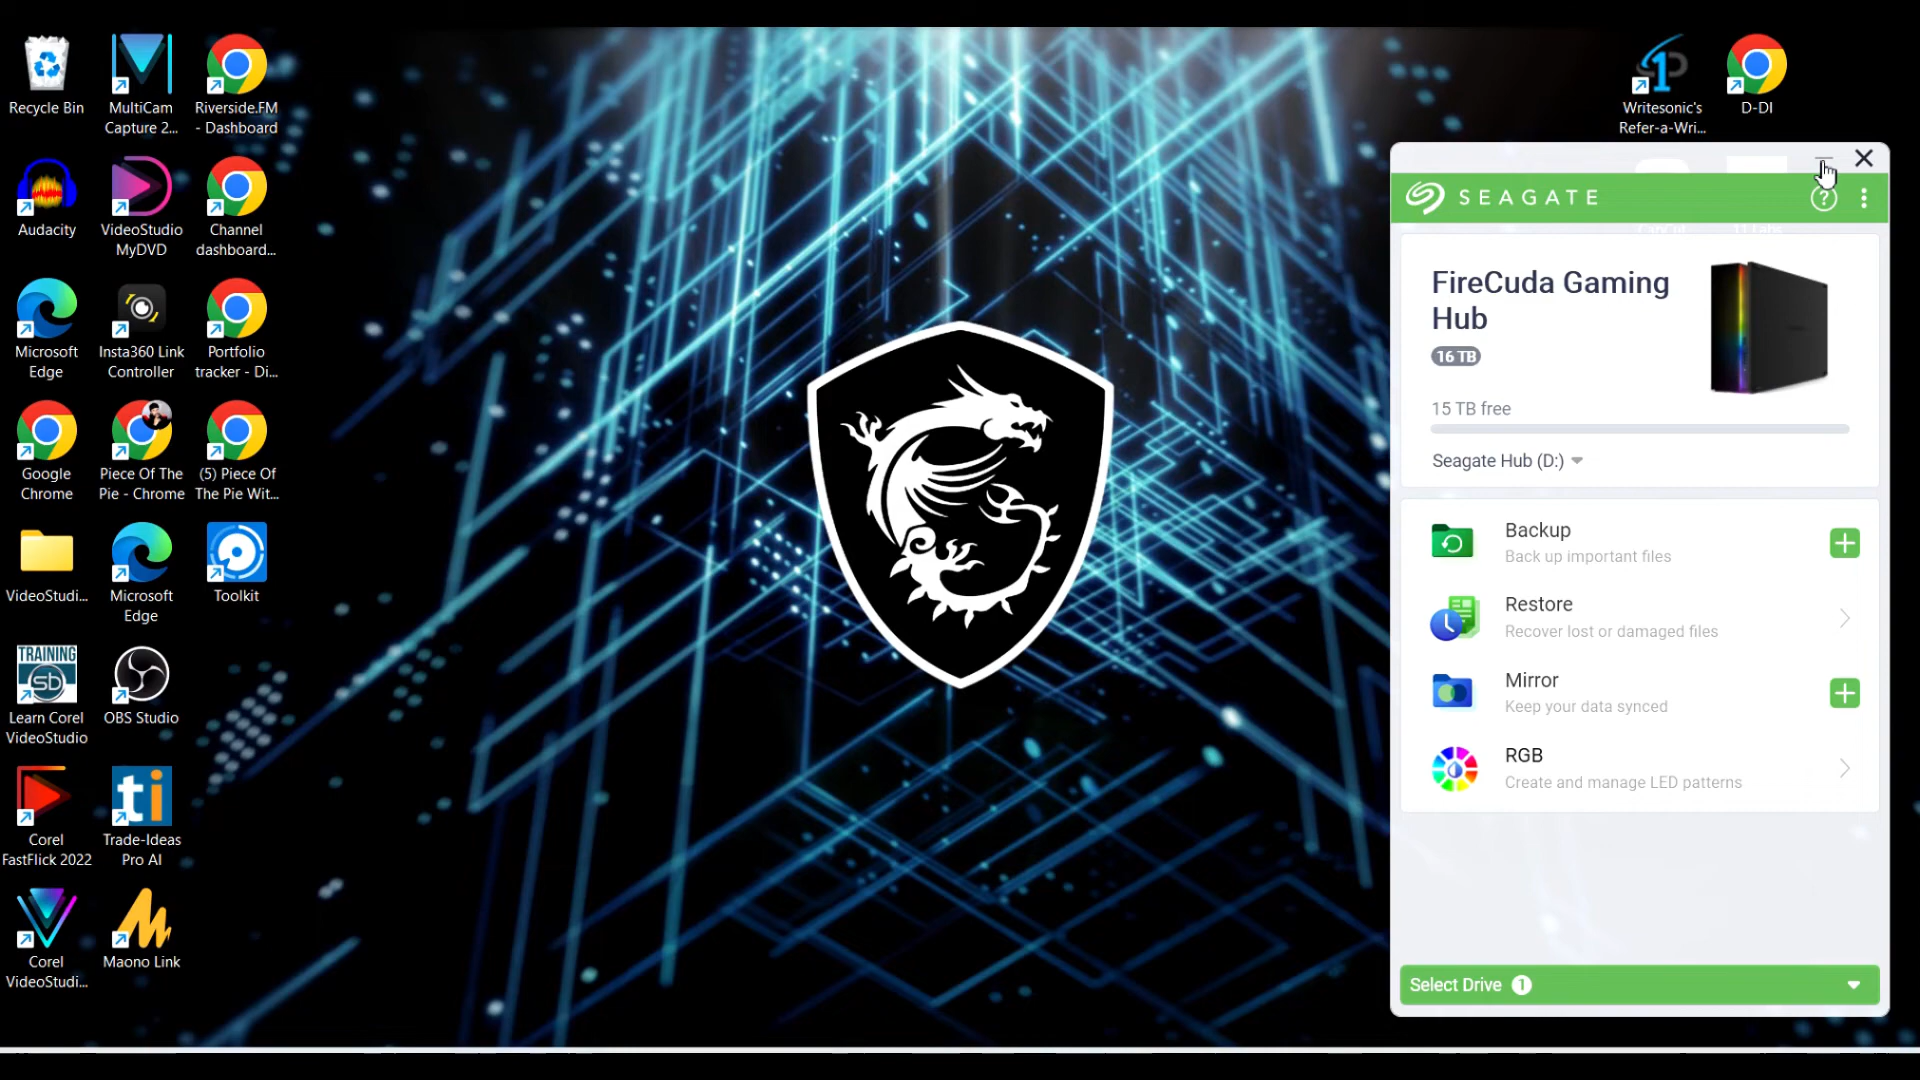 Recycle Bin
MultiCam
Capture 2...
Riverside.FM
- Dashboard
Audacity
VideoStudio
MyDVD
Channel
dashboard...
Microsoft
Edge
Insta360 Link
Controller
Portfolio
tracker - Di...
Google
Chrome
Piece Of The
Pie - Chrome
(5) Piece Of
The Pie Wit...
VideoStudi...
Microsoft
Edge
Toolkit
TRAINING
sb
Learn Corel
VideoStudio
OBS Studio
Corel
FastFlick 2022
ti
Trade-Ideas
Pro AI
Corel
VideoStudi...
Maono Link
Writesonic's
Refer-a-Wri...
D-DI
SEAGATE
CapCut
11 Labs
FireCuda Gaming
Hub
16 TB
15 TB free
Seagate Hub (D:)
Backup
Back up important files
Restore
Recover lost or damaged files
Mirror
Keep your data synced
RGB
Create and manage LED patterns
Select Drive 1